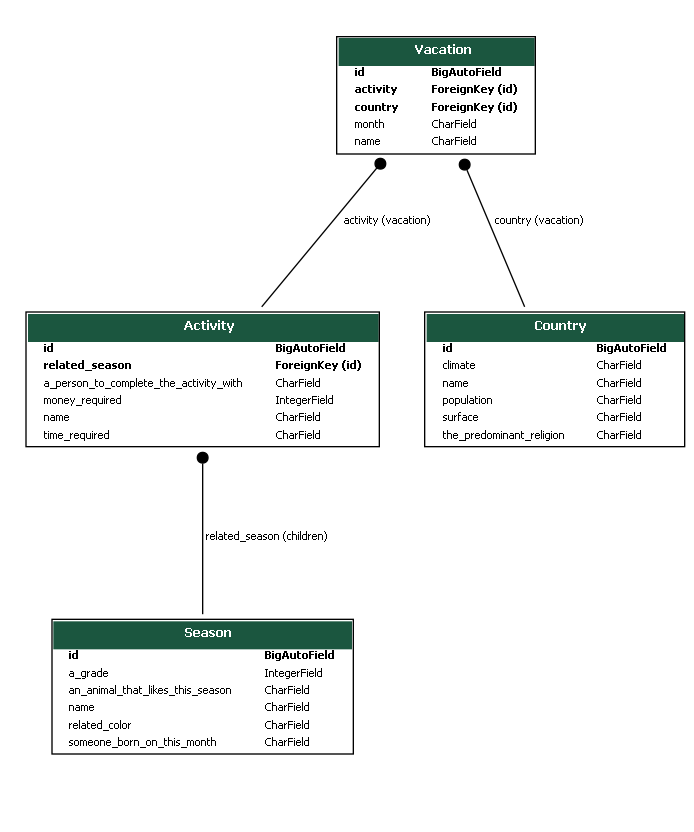 Vacation
id BigAutoField
activity ForeignKey (id)
country ForeignKey (id)
month CharField
name CharField
activity (vacation)
country (vacation)
Activity
id BigAutoField
related_season ForeignKey (id)
a_person_to_complete_the_activity_with CharField
money_required IntegerField
name CharField
time_required CharField
Country
id BigAutoField
climate CharField
name CharField
population CharField
surface CharField
the_predominant_religion CharField
related_season (children)
Season
id BigAutoField
a_grade IntegerField
an_animal_that_likes_this_season CharField
name CharField
related_color CharField
someone_born_on_this_month CharField